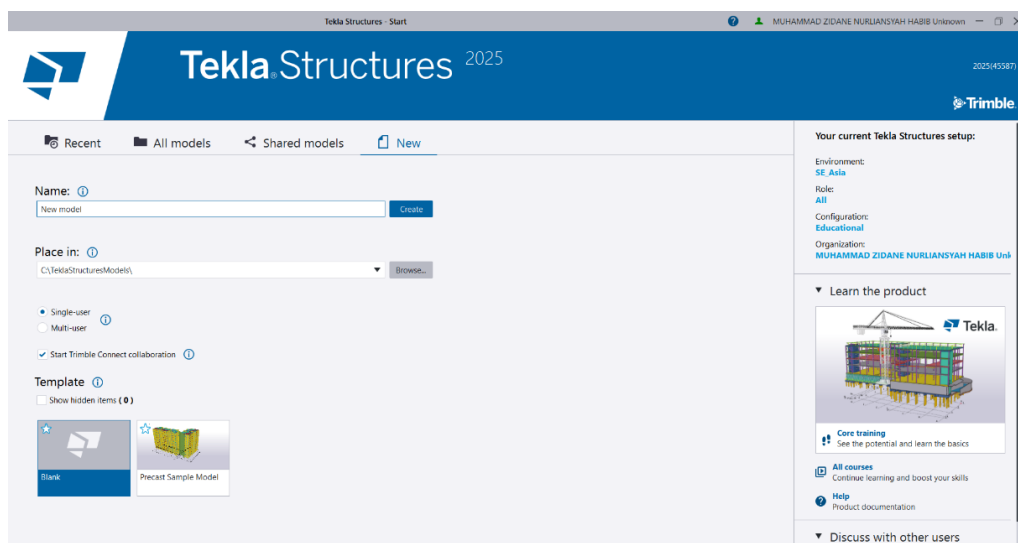 Tekla Structures - Start
MUHAMMAD ZIDANE NURLIANSYAH HABIB Unknown
Tekla Structures 2025
2025(45587)
Trimble
Recent
All models
Shared models
New
Name:
New model
Create
Place in:
C:\TeklaStructuresModels\
Browse...
Single-user
Multi-user
Start Trimble Connect collaboration
Template
Show hidden items ( 0 )
Blank
Precast Sample Model
Your current Tekla Structures setup:
Environment:
SE_Asia
Role:
All
Configuration:
Educational
Organization:
MUHAMMAD ZIDANE NURLIANSYAH HABIB Unk
Learn the product
Tekla
Core training
See the potential and learn the basics
All courses
Continue learning and boost your skills
Help
Product documentation
Discuss with other users